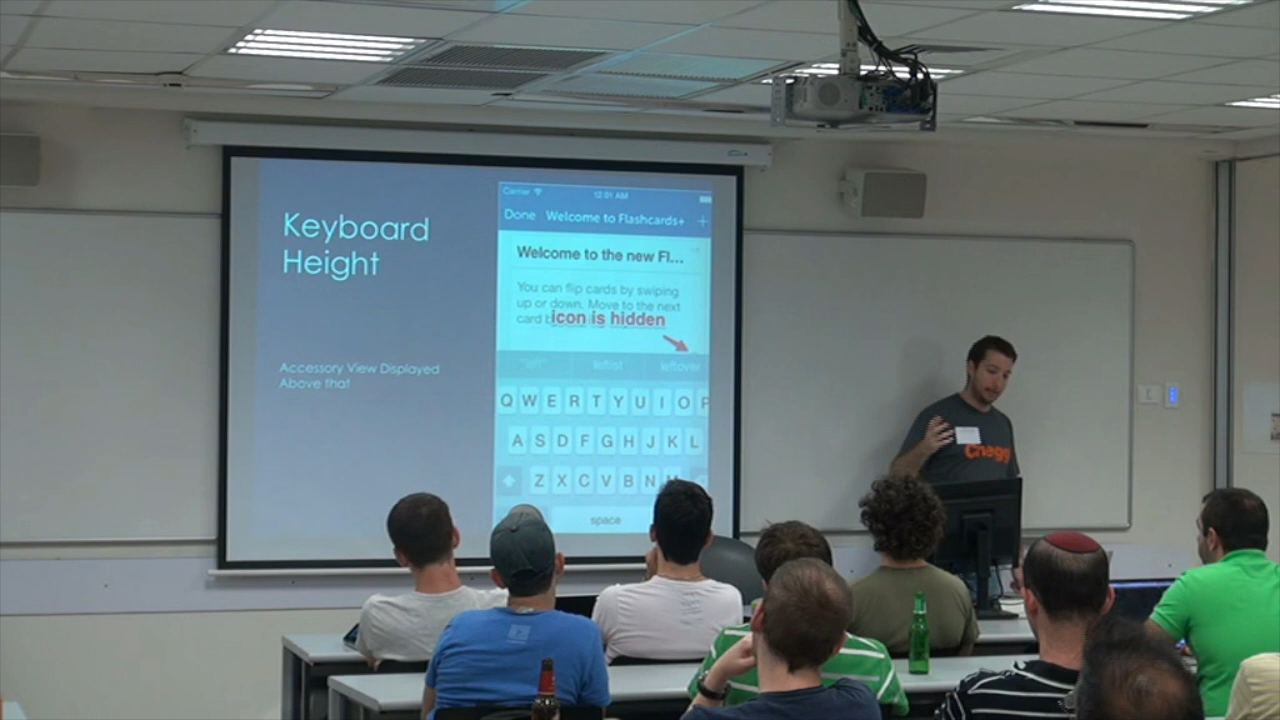 Keyboard
Height
Accessory View Displayed
Above that
Carrier 12:01 AM
Done Welcome to Flashcards+ +
Welcome to the new Fl...
You can flip cards by swiping
up or down. Move to the next
card
icon is hidden
leftist leftover
Q W E R T Y U I O P
A S D F G H J K L
Z X C V B N M
space
Chegg